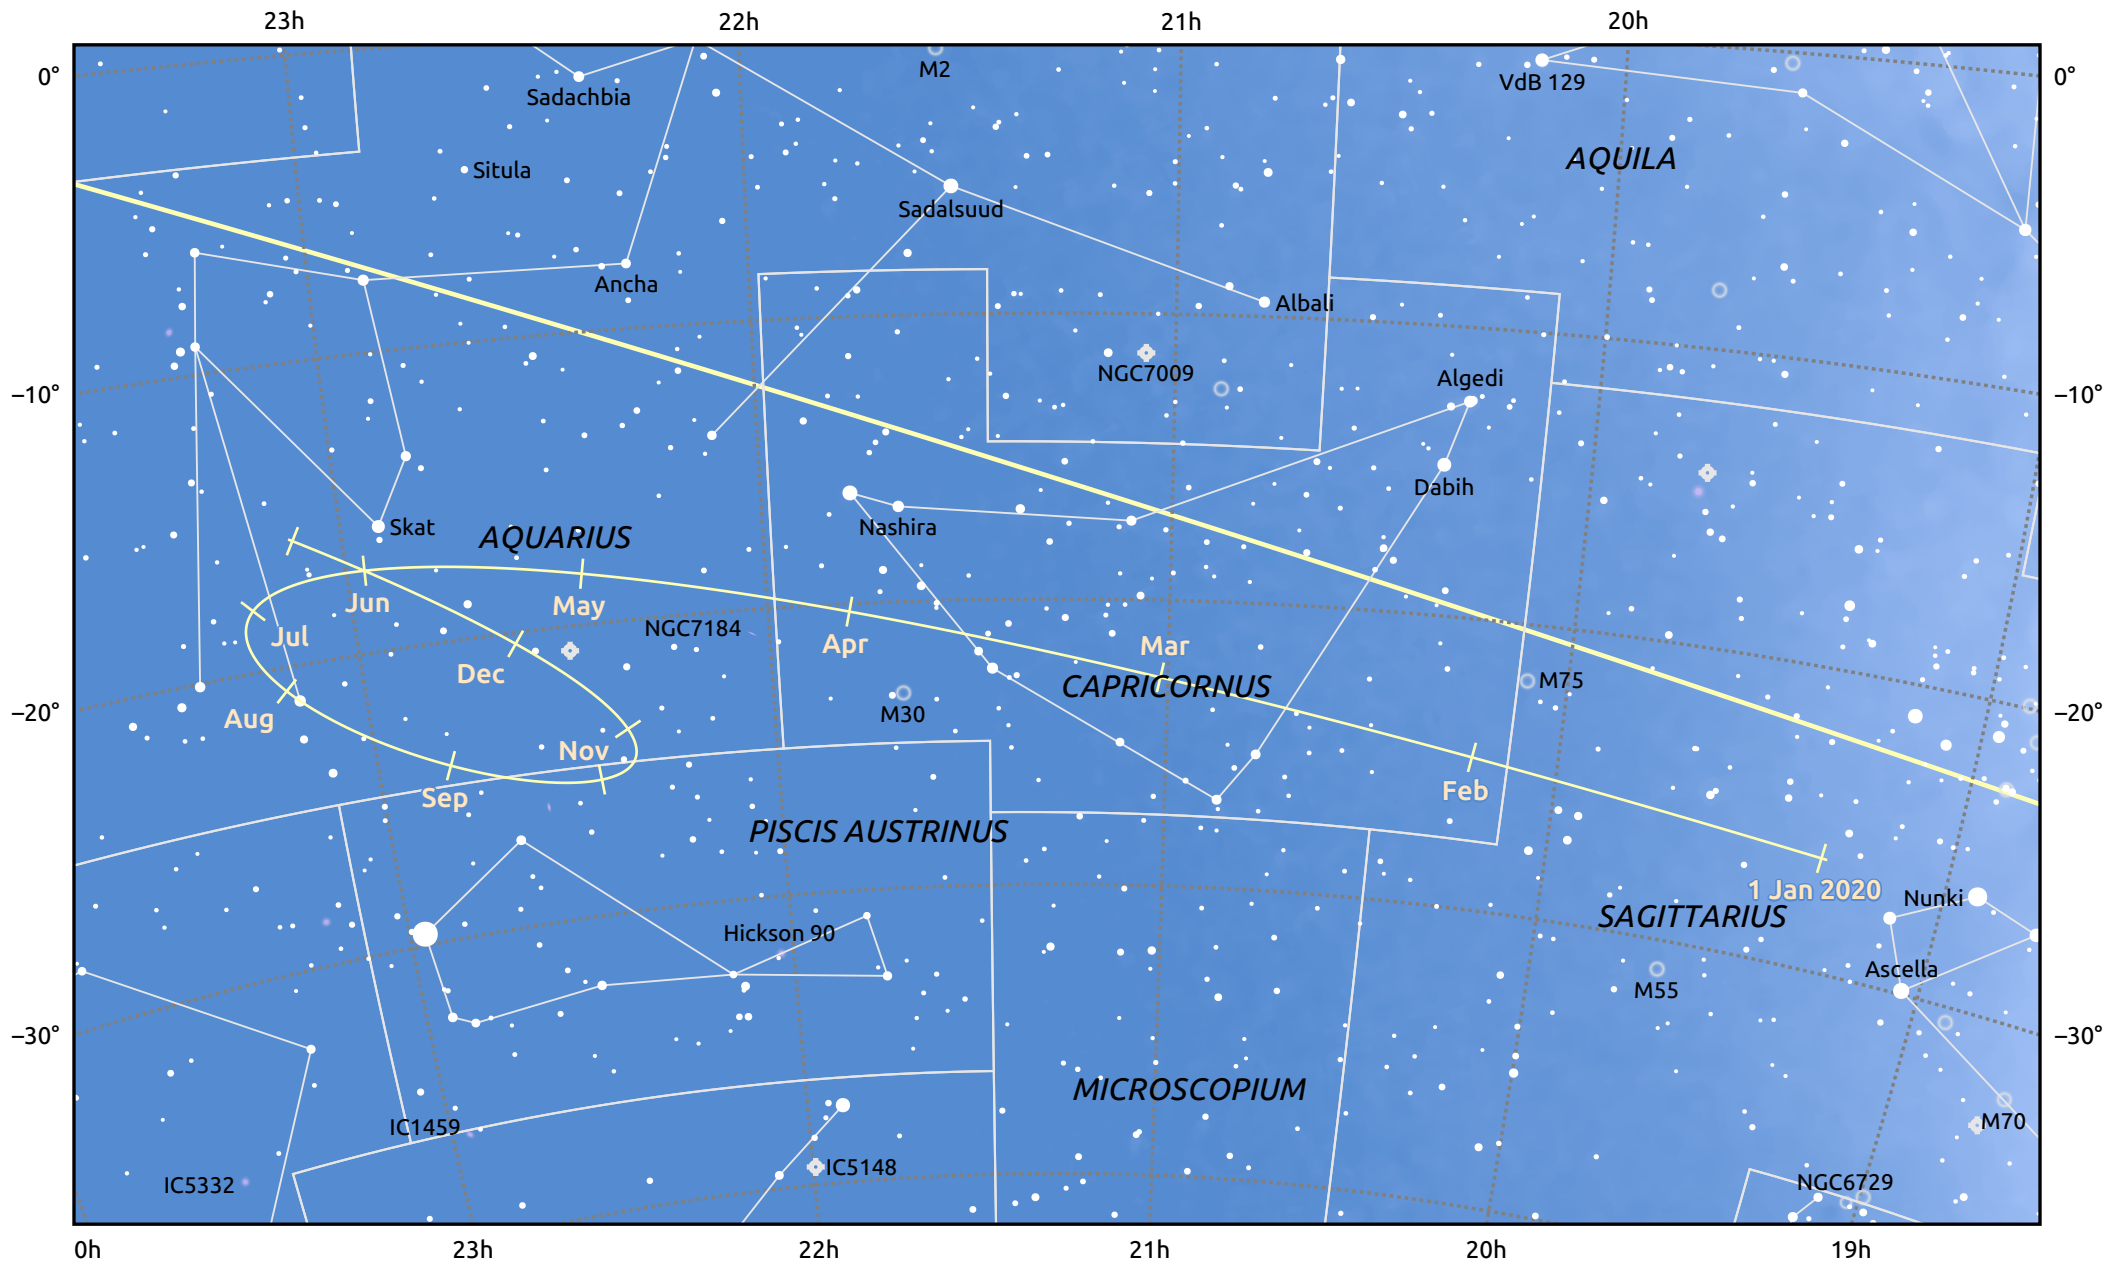 23h 22h 21h 20h
0° M2 VdB 129 0°
Sadachbia
AQUILA
Situla
Sadalsuud
Ancha
Albali
NGC7009
Algedi
−10° −10°
Dabih
Skat AQUARIUS Nashira
Jun May
NGC7184
Jul Apr Mar
Dec CAPRICORNUS M75
Aug M30 −20° −20°
Nov
Sep Feb
PISCIS AUSTRINUS
1 Jan 2020 Nunki
SAGITTARIUS
Hickson 90
Ascella
M55
−30° −30°
MICROSCOPIUM
IC1459 M70
IC5148
IC5332 NGC6729
0h 23h 22h 21h 20h 19h